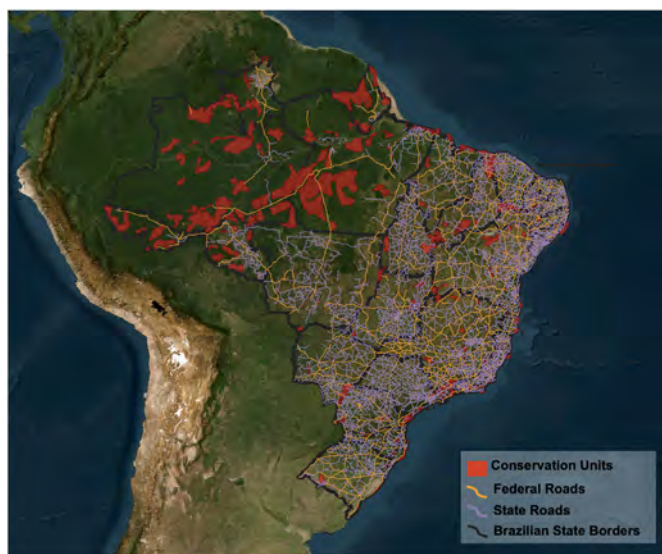 Conservation Units
Federal Roads
State Roads
Brazilian State Borders